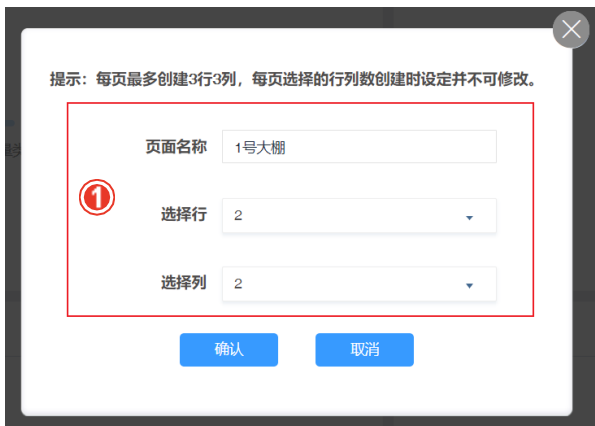 提示：每页最多创建3行3列，每页选择的行列数创建时设定并不可修改。
页面名称 1号大棚
1
选择行 2
选择列 2
确认 取消